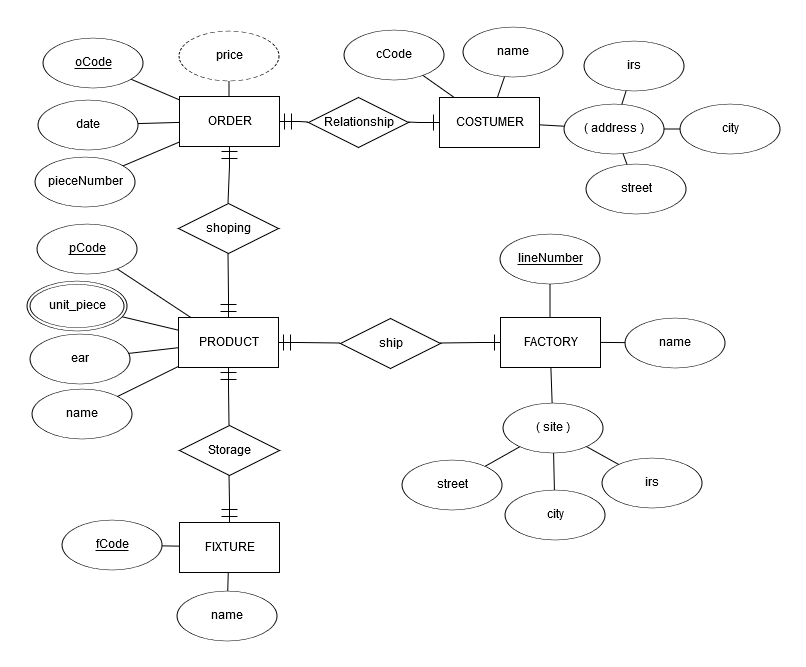 oCode
price
cCode
name
irs
date
ORDER
Relationship
COSTUMER
( address )
city
pieceNumber
street
shoping
pCode
lineNumber
unit_piece
PRODUCT
ship
FACTORY
name
ear
name
( site )
Storage
street
irs
city
fCode
FIXTURE
name